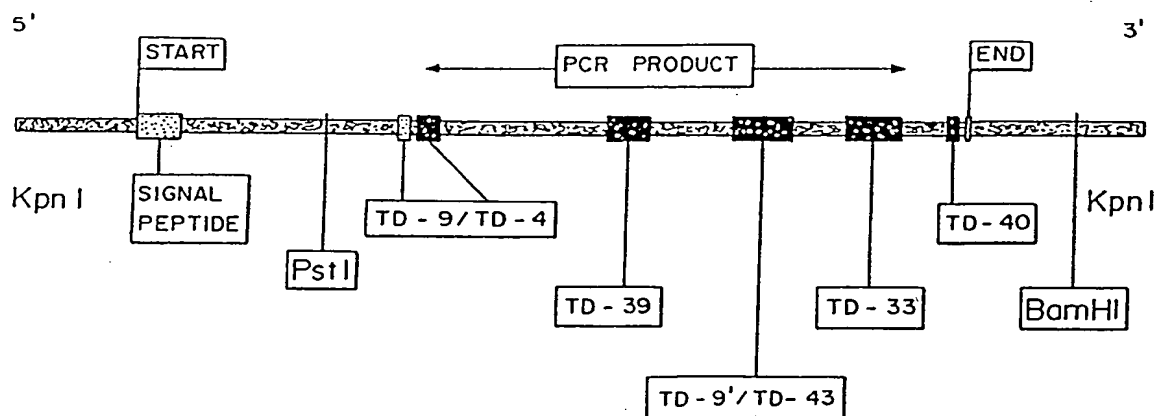 5'
3'
START
PCR PRODUCT
END
Kpn I
SIGNAL
PEPTIDE
TD-9/TD-4
TD-40
Kpn I
Pst I
TD-39
TD-33
BamHI
TD-9'/TD-43